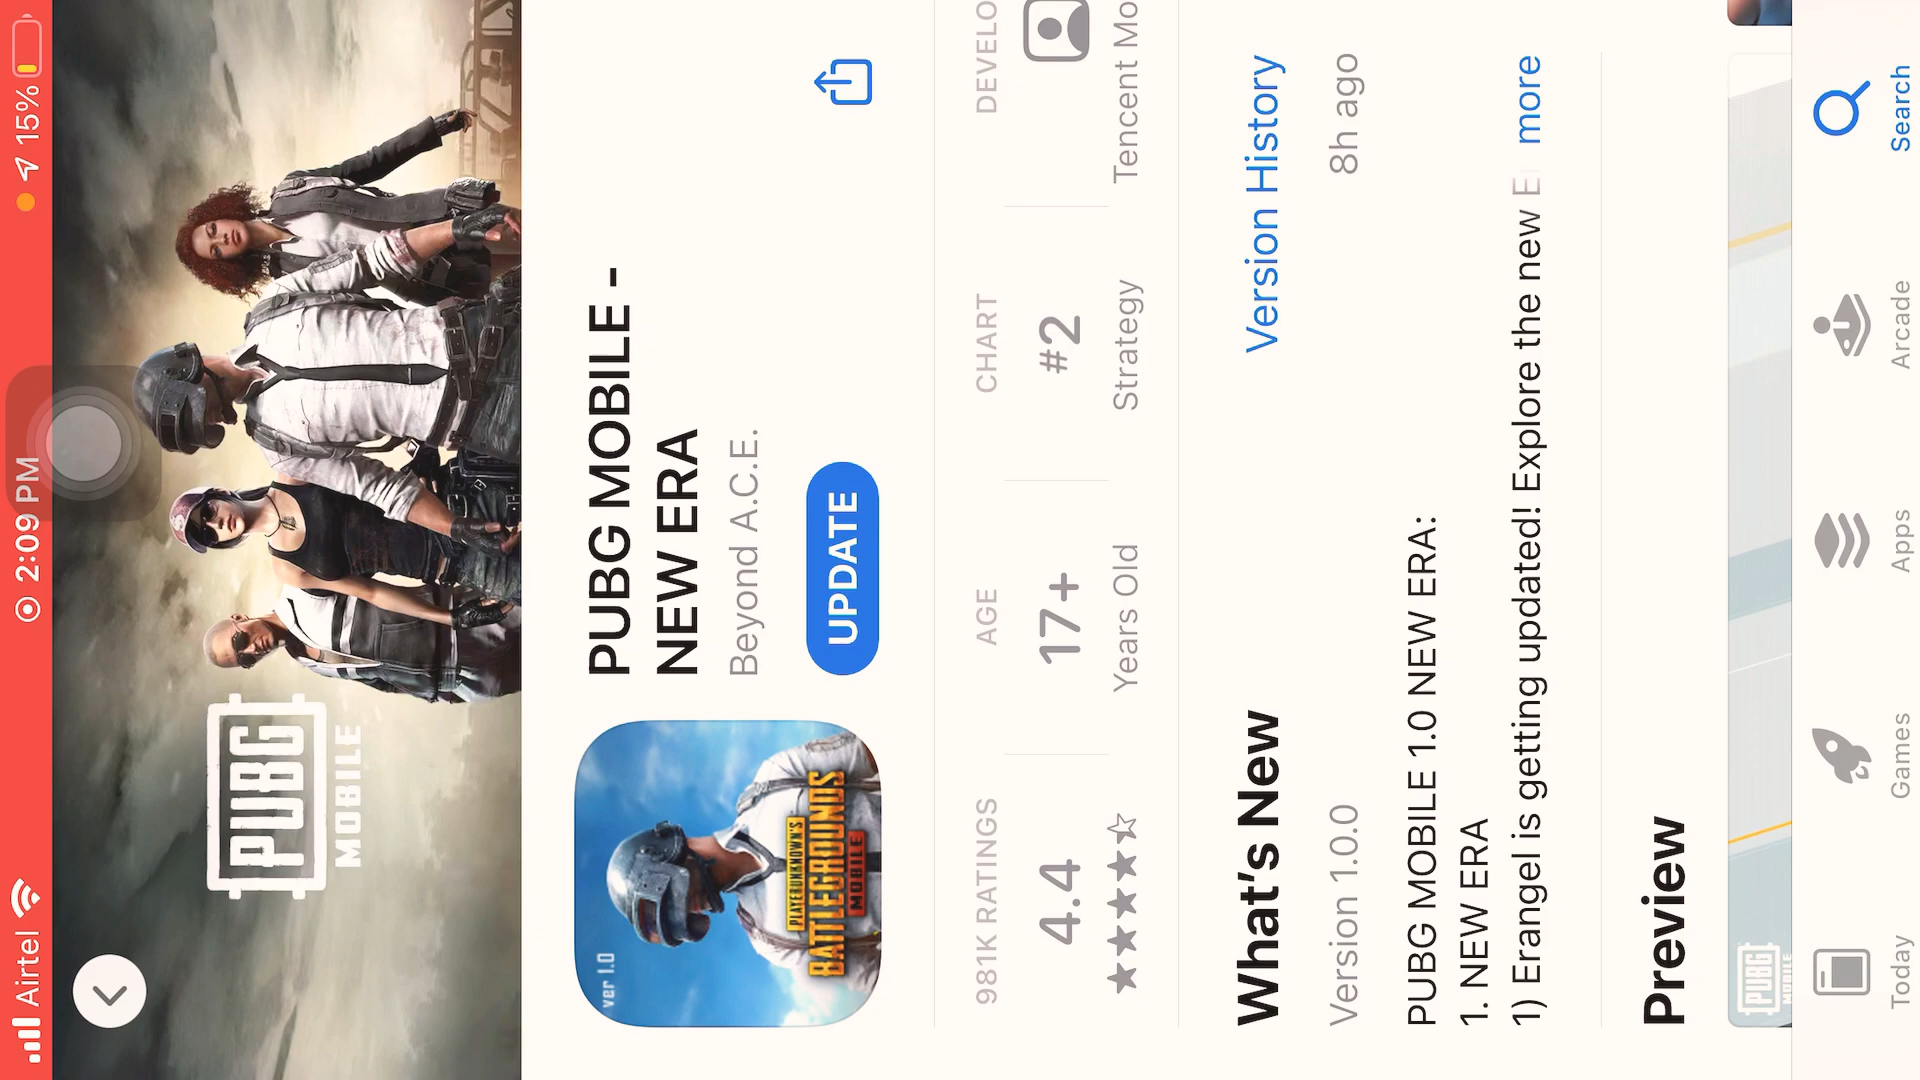 Airtel
2:09 PM
15%
PUBG
MOBILE
ver 1.0
PLAYERUNKNOWN'S
BATTLEGROUNDS
MOBILE
PUBG MOBILE -
NEW ERA
Beyond A.C.E.
UPDATE
981K RATINGS
4.4
AGE
17+
Years Old
CHART
#2
Strategy
DEVELO
Tencent Mo
What's New
Version History
Version 1.0.0
8h ago
PUBG MOBILE 1.0 NEW ERA:
1. NEW ERA
1) Erangel is getting updated! Explore the new E more
Preview
PUBG
MOBILE
Today
Games
Apps
Arcade
Search